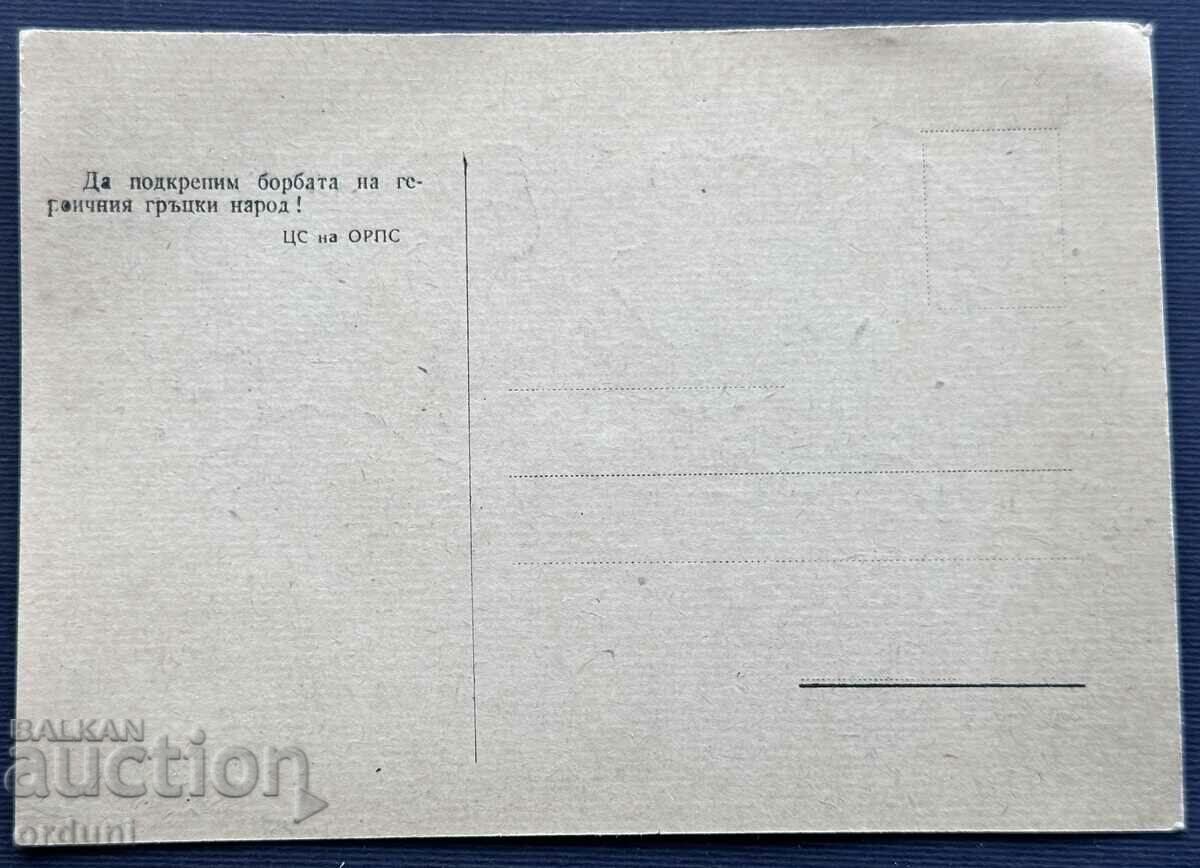 Да подкрепим борбата на ге-
роичния гръцки народ!
ЦС на ОРПС
BALKAN
auction
orduni